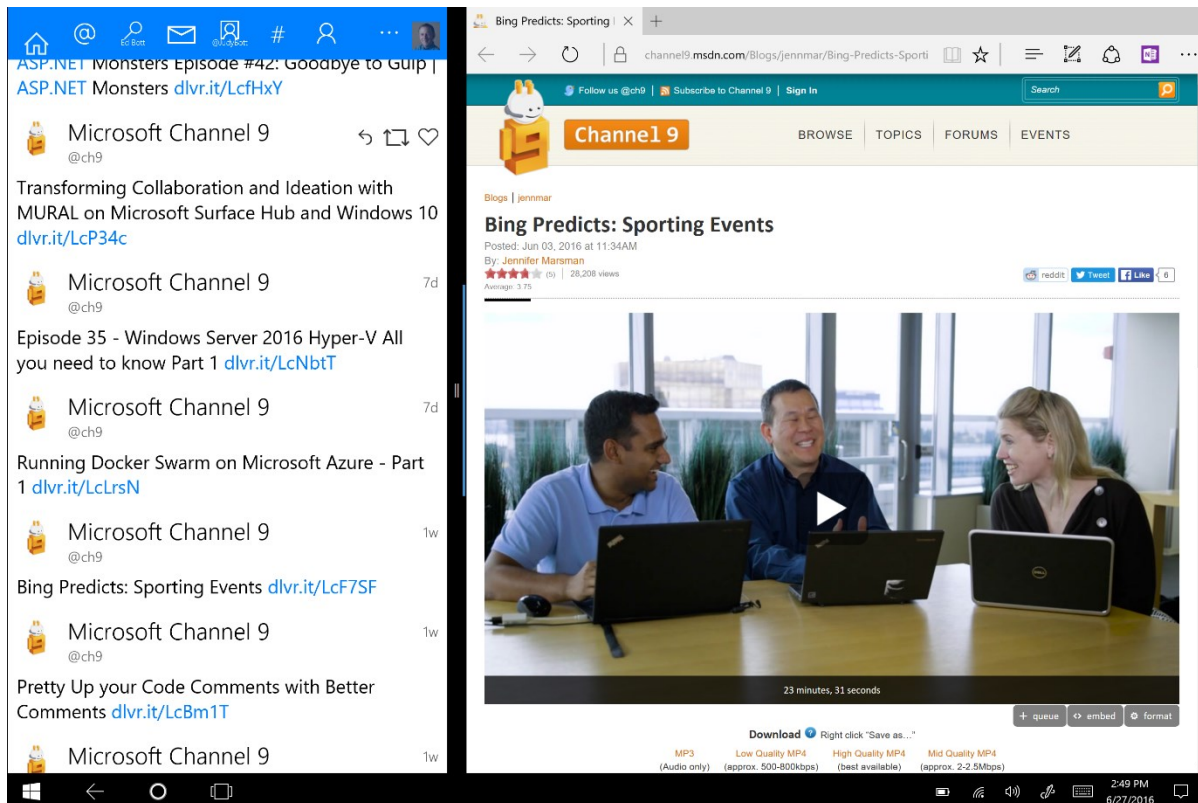 @
Ed Bott
@JudyBott
#
...
ASP.NET Monsters Episode #42: Goodbye to Gulp |
ASP.NET Monsters dlvr.it/LcfHxY
Microsoft Channel 9
@ch9
Transforming Collaboration and Ideation with
MURAL on Microsoft Surface Hub and Windows 10
dlvr.it/LcP34c
Microsoft Channel 9 7d
@ch9
Episode 35 - Windows Server 2016 Hyper-V All
you need to know Part 1 dlvr.it/LcNbtT
Microsoft Channel 9 7d
@ch9
Running Docker Swarm on Microsoft Azure - Part
1 dlvr.it/LcLrsN
Microsoft Channel 9 1w
@ch9
Bing Predicts: Sporting Events dlvr.it/LcF7SF
Microsoft Channel 9 1w
@ch9
Pretty Up your Code Comments with Better
Comments dlvr.it/LcBm1T
Microsoft Channel 9 1w
Bing Predicts: Sporting
channel9.msdn.com/Blogs/jennmar/Bing-Predicts-Sporti
Follow us @ch9 | Subscribe to Channel 9 | Sign In
Search
Channel 9
BROWSE TOPICS FORUMS EVENTS
Blogs | jennmar
Bing Predicts: Sporting Events
Posted: Jun 03, 2016 at 11:34AM
By: Jennifer Marsman
(5) | 28,208 views
Average: 3.75
reddit Tweet Like 6
DELL
23 minutes, 31 seconds
+ queue <> embed format
Download ? Right click "Save as..."
MP3 Low Quality MP4 High Quality MP4 Mid Quality MP4
(Audio only) (approx. 500-800kbps) (best available) (approx. 2-2.5Mbps)
2:49 PM
6/27/2016